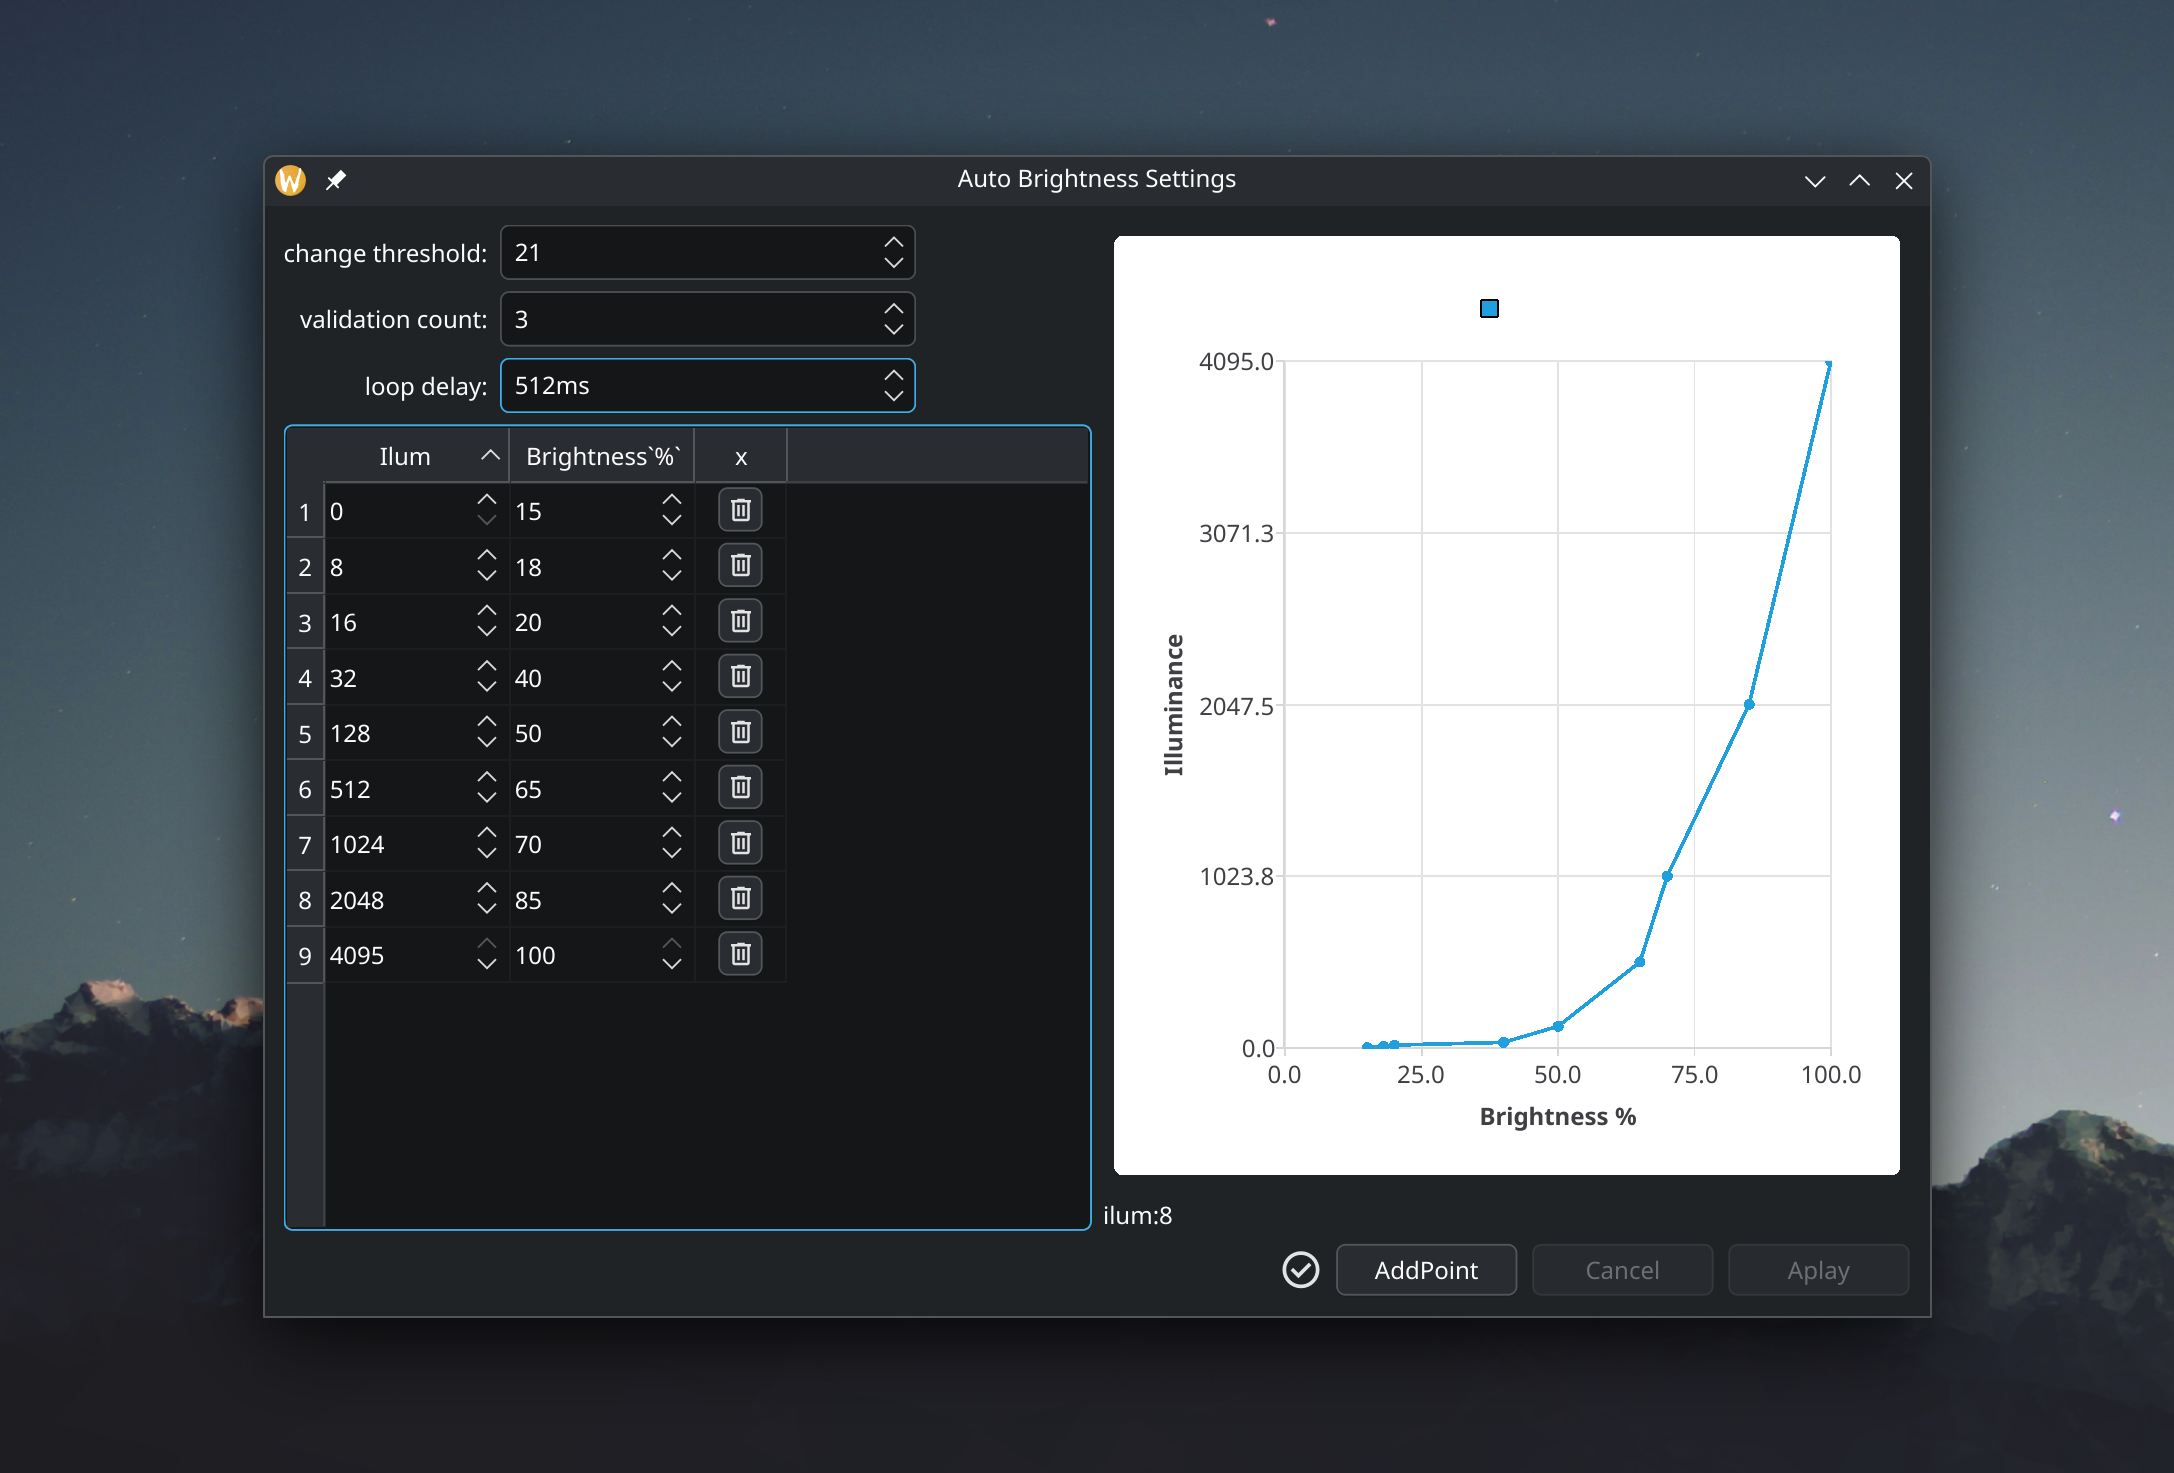 W
Auto Brightness Settings
change threshold: 21
validation count: 3
loop delay: 512ms
Ilum Brightness`%` x
1 0 15
2 8 18
3 16 20
4 32 40
5 128 50
6 512 65
7 1024 70
8 2048 85
9 4095 100
4095.0
3071.3
2047.5
1023.8
0.0
Illuminance
0.0 25.0 50.0 75.0 100.0
Brightness %
ilum:8
AddPoint Cancel Aplay